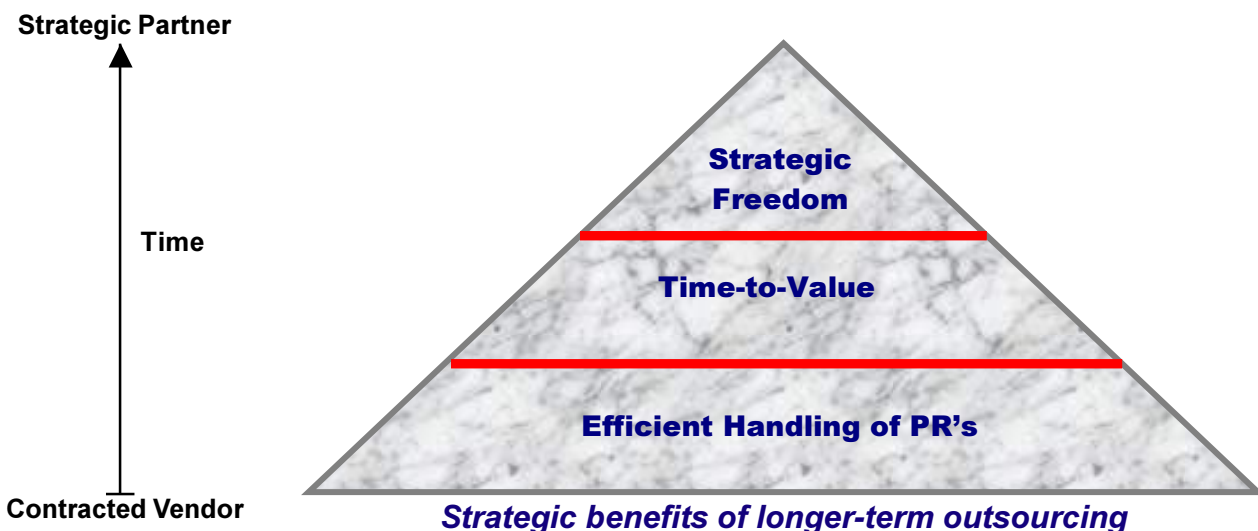 Strategic Partner
Strategic
Freedom
Time
Time-to-Value
Efficient Handling of PR's
Contracted Vendor
Strategic benefits of longer-term outsourcing